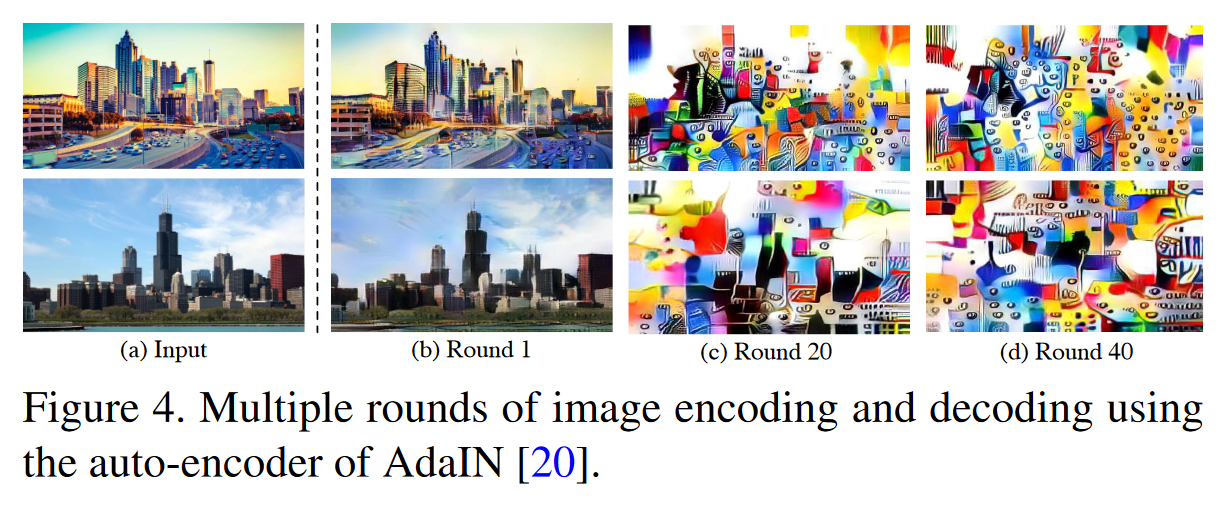 (a) Input
(b) Round 1
(c) Round 20
(d) Round 40
Figure 4. Multiple rounds of image encoding and decoding using
the auto-encoder of AdaIN [20].